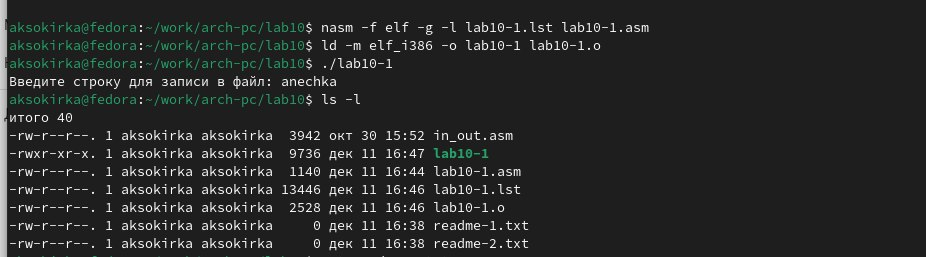 aksokirka@fedora:~/work/arch-pc/lab10$ nasm -f elf -g -l lab10-1.lst lab10-1.asm
aksokirka@fedora:~/work/arch-pc/lab10$ ld -m elf_i386 -o lab10-1 lab10-1.o
aksokirka@fedora:~/work/arch-pc/lab10$ ./lab10-1
Введите строку для записи в файл: anechka
aksokirka@fedora:~/work/arch-pc/lab10$ ls -l
итого 40
-rw-r--r--. 1 aksokirka aksokirka  3942 окт 30 15:52 in_out.asm
-rwxr-xr-x. 1 aksokirka aksokirka  9736 дек 11 16:47 lab10-1
-rw-r--r--. 1 aksokirka aksokirka  1140 дек 11 16:44 lab10-1.asm
-rw-r--r--. 1 aksokirka aksokirka 13446 дек 11 16:46 lab10-1.lst
-rw-r--r--. 1 aksokirka aksokirka  2528 дек 11 16:46 lab10-1.o
-rw-r--r--. 1 aksokirka aksokirka     0 дек 11 16:38 readme-1.txt
-rw-r--r--. 1 aksokirka aksokirka     0 дек 11 16:38 readme-2.txt